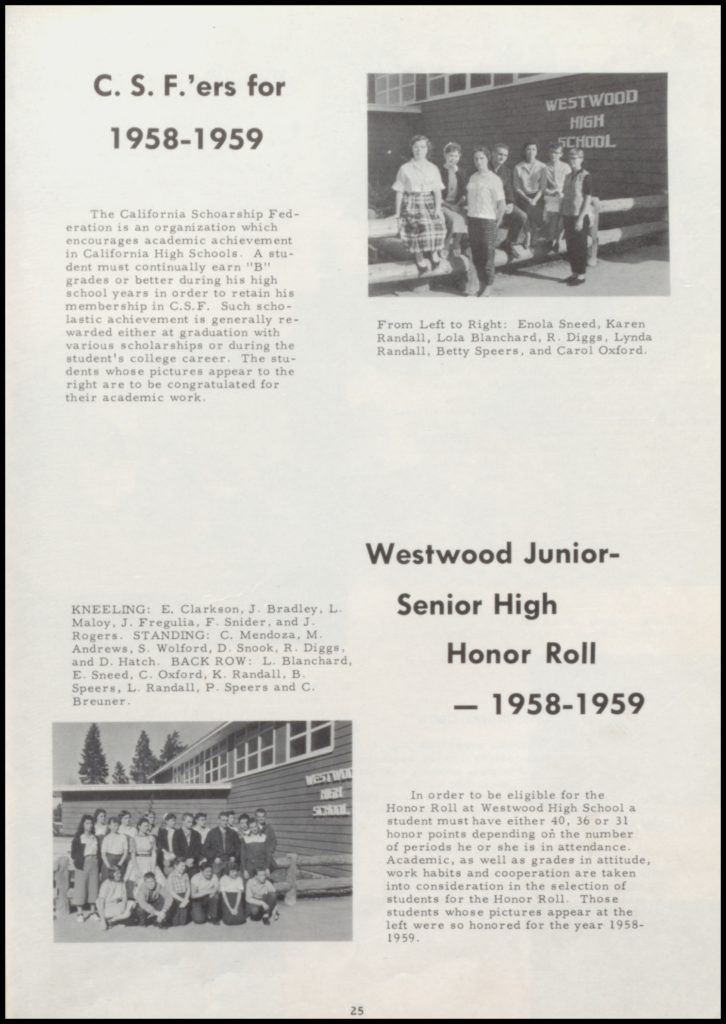 C. S. F.'ers for
1958-1959
The California Schoarship Fed-
eration is an organization which
encourages academic achievement
in California High Schools. A stu-
dent must continually earn "B"
grades or better during his high
school years in order to retain his
membership in C.S.F. Such scho-
lastic achievement is generally re-
warded either at graduation with
various scholarships or during the
student's college career. The stu-
dents whose pictures appear to the
right are to be congratulated for
their academic work.
WESTWOOD
HIGH
SCHOOL
From Left to Right: Enola Sneed, Karen
Randall, Lola Blanchard, R. Diggs, Lynda
Randall, Betty Speers, and Carol Oxford.
KNEELING: E. Clarkson, J. Bradley, L.
Maloy, J. Fregulia, F. Snider, and J.
Rogers. STANDING: C. Mendoza, M.
Andrews, S. Wolford, D. Snook, R. Diggs,
and D. Hatch. BACK ROW: L. Blanchard,
E. Sneed, C. Oxford, K. Randall, B.
Speers, L. Randall, P. Speers and C.
Breuner.
WESTWOOD
HIGH
SCHOOL
Westwood Junior-
Senior High
Honor Roll
— 1958-1959
In order to be eligible for the
Honor Roll at Westwood High School a
student must have either 40, 36 or 31
honor points depending on the number
of periods he or she is in attendance.
Academic, as well as grades in attitude,
work habits and cooperation are taken
into consideration in the selection of
students for the Honor Roll. Those
students whose pictures appear at the
left were so honored for the year 1958-
1959.
25